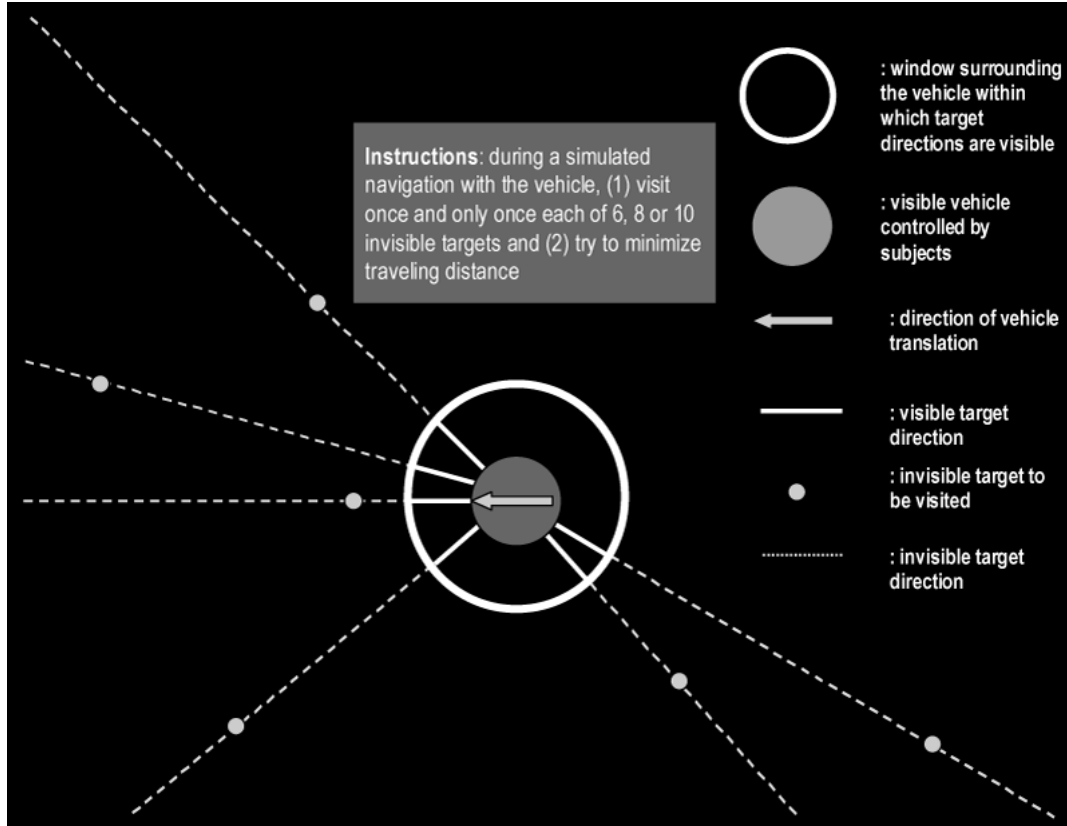 Instructions: during a simulated
navigation with the vehicle, (1) visit
once and only once each of 6, 8 or 10
invisible targets and (2) try to minimize
traveling distance
: window surrounding
the vehicle within
which target
directions are visible
: visible vehicle
controlled by
subjects
: direction of vehicle
translation
: visible target
direction
: invisible target to
be visited
: invisible target
direction